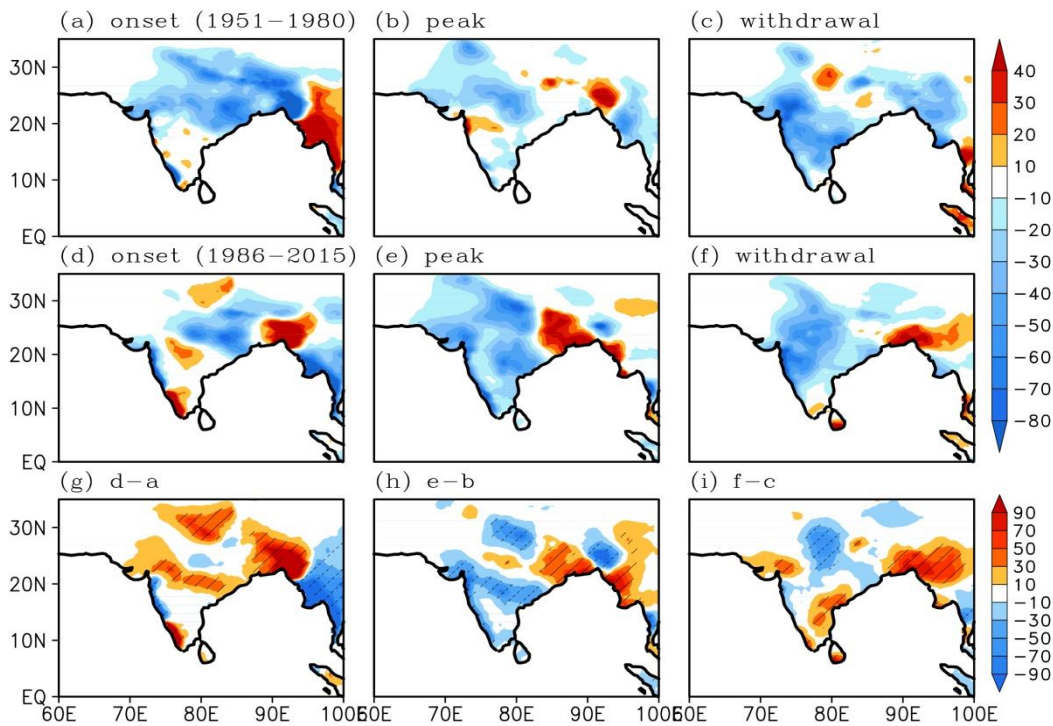 (a) onset (1951−1980)
(b) peak
(c) withdrawal
30N
20N
10N
EQ
40
30
20
10
−10
−20
−30
−40
−50
−60
−70
−80
(d) onset (1986−2015)
(e) peak
(f) withdrawal
30N
20N
10N
EQ
(g) d−a
(h) e−b
(i) f−c
30N
20N
10N
EQ
90
70
50
30
10
−10
−30
−50
−70
−90
60E 70E 80E 90E 100E 70E 80E 90E 100E 70E 80E 90E 100E